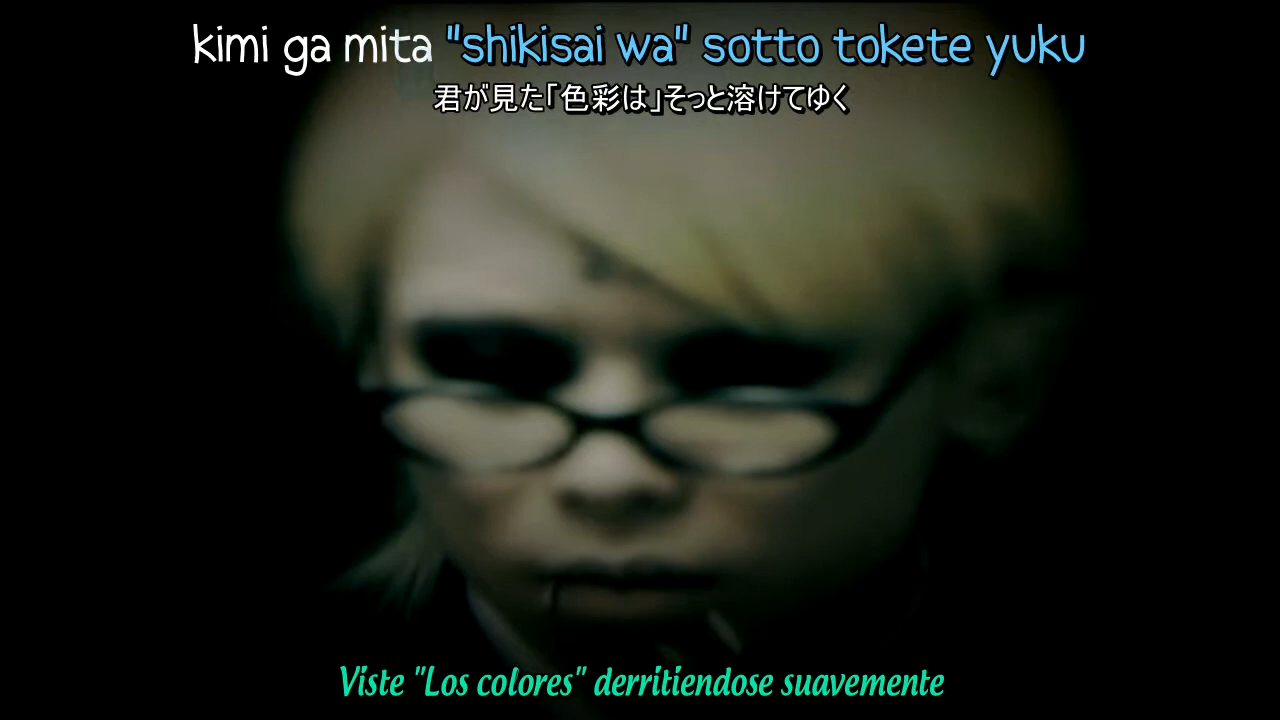 kimi ga mita "shikisai wa" sotto tokete yuku
君が見た「色彩は」そっと溶けてゆく
Viste "Los colores" derritiendose suavemente